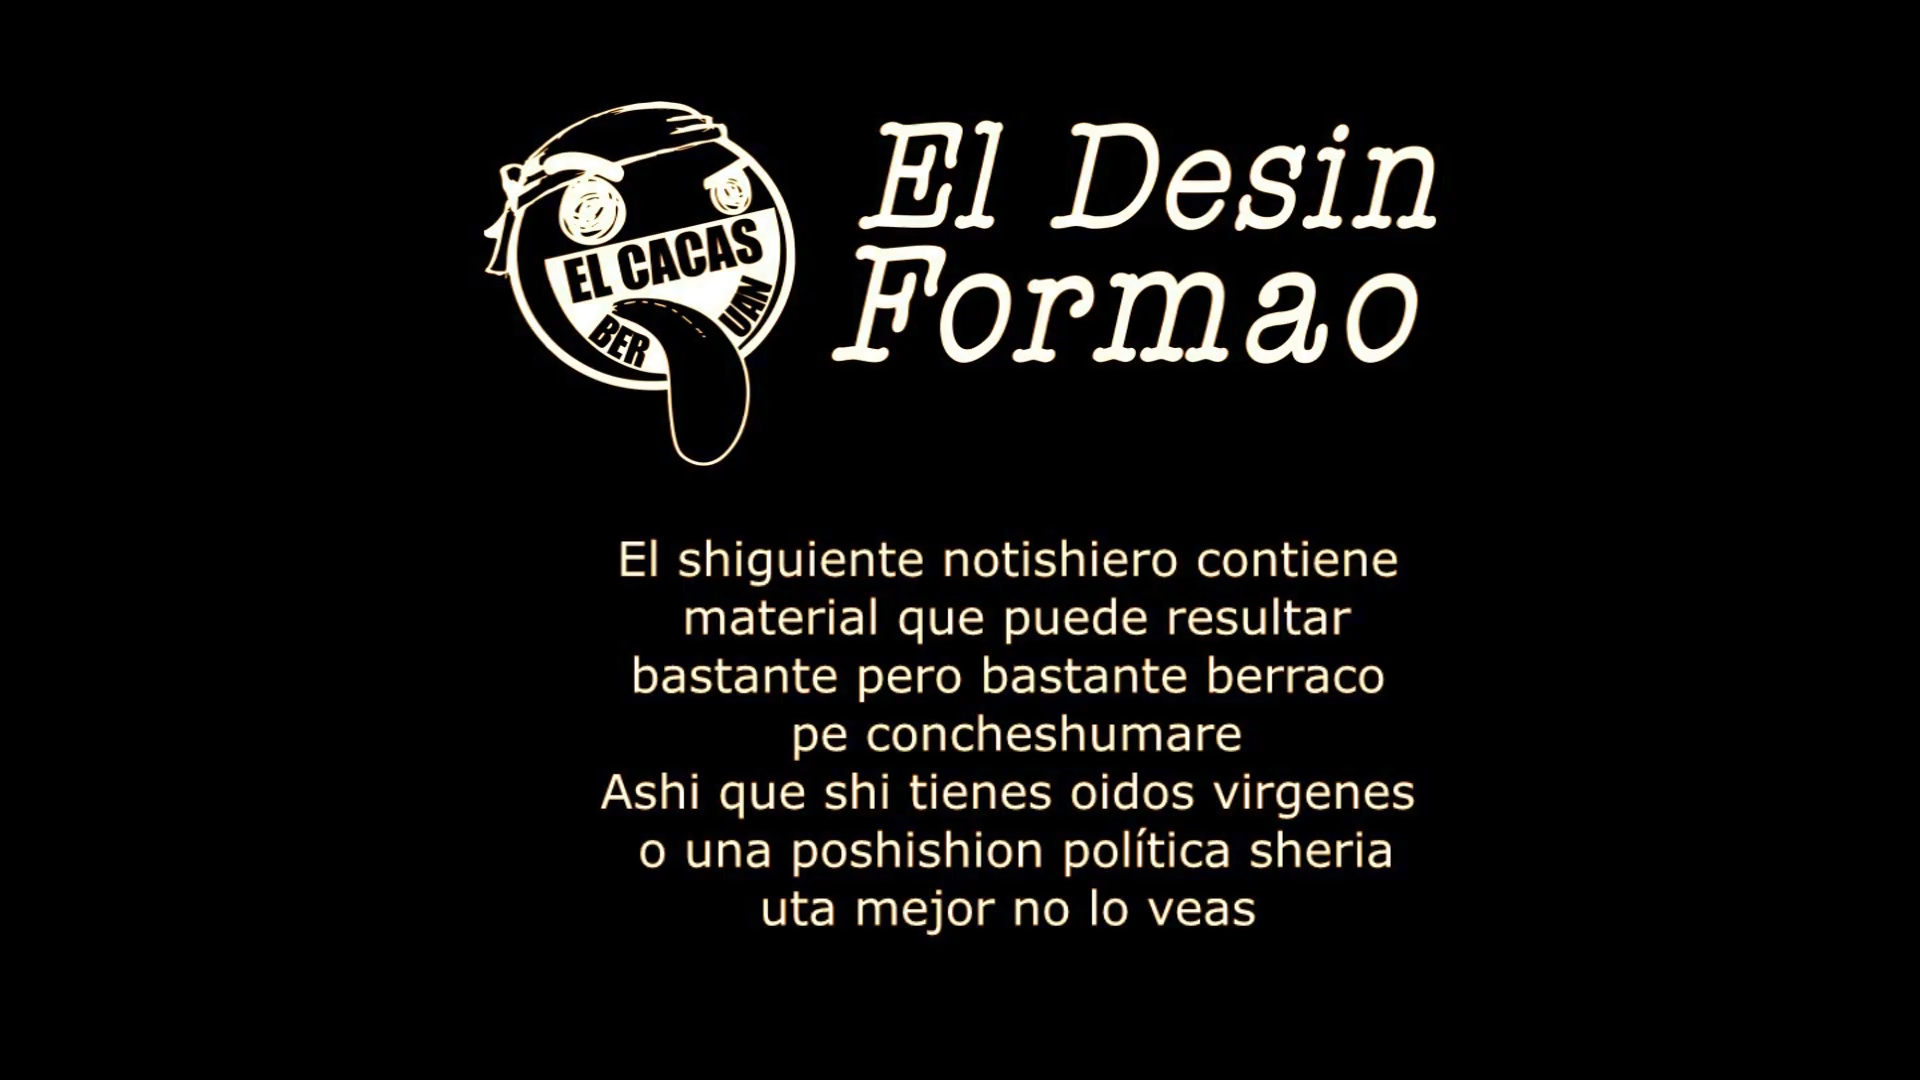 EL CACAS
BER
UAN
El Desin
Formao
El shiguiente notishiero contiene
material que puede resultar
bastante pero bastante berraco
pe concheshumare
Ashi que shi tienes oidos virgenes
o una poshishion política sheria
uta mejor no lo veas